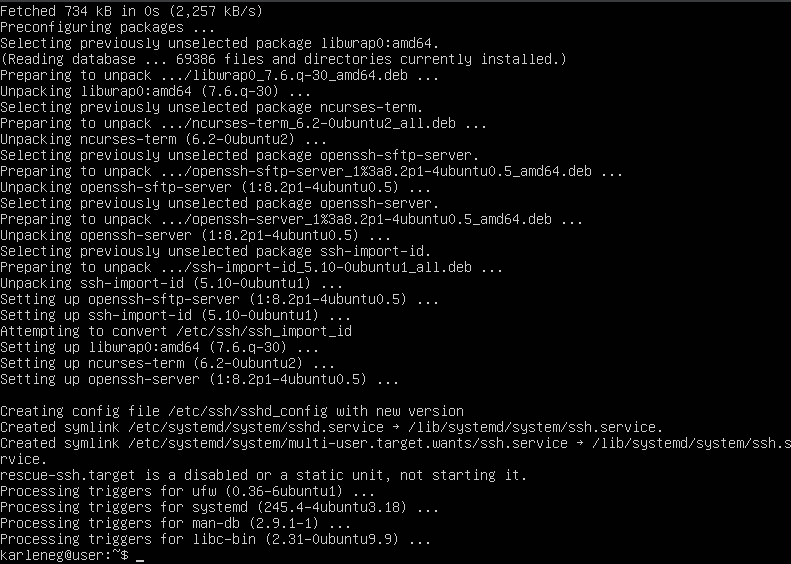 Fetched 734 kB in 0s (2,257 kB/s)
Preconfiguring packages ...
Selecting previously unselected package libwrap0:amd64.
(Reading database ... 69386 files and directories currently installed.)
Preparing to unpack .../libwrap0_7.6.q-30_amd64.deb ...
Unpacking libwrap0:amd64 (7.6.q-30) ...
Selecting previously unselected package ncurses-term.
Preparing to unpack .../ncurses-term_6.2-0ubuntu2_all.deb ...
Unpacking ncurses-term (6.2-0ubuntu2) ...
Selecting previously unselected package openssh-sftp-server.
Preparing to unpack .../openssh-sftp-server_1%3a8.2p1-4ubuntu0.5_amd64.deb ...
Unpacking openssh-sftp-server (1:8.2p1-4ubuntu0.5) ...
Selecting previously unselected package openssh-server.
Preparing to unpack .../openssh-server_1%3a8.2p1-4ubuntu0.5_amd64.deb ...
Unpacking openssh-server (1:8.2p1-4ubuntu0.5) ...
Selecting previously unselected package ssh-import-id.
Preparing to unpack .../ssh-import-id_5.10-0ubuntu1_all.deb ...
Unpacking ssh-import-id (5.10-0ubuntu1) ...
Setting up openssh-sftp-server (1:8.2p1-4ubuntu0.5) ...
Setting up ssh-import-id (5.10-0ubuntu1) ...
Attempting to convert /etc/ssh/ssh_import_id
Setting up libwrap0:amd64 (7.6.q-30) ...
Setting up ncurses-term (6.2-0ubuntu2) ...
Setting up openssh-server (1:8.2p1-4ubuntu0.5) ...

Creating config file /etc/ssh/sshd_config with new version
Created symlink /etc/systemd/system/sshd.service → /lib/systemd/system/ssh.service.
Created symlink /etc/systemd/system/multi-user.target.wants/ssh.service → /lib/systemd/system/ssh.s
rvice.
rescue-ssh.target is a disabled or a static unit, not starting it.
Processing triggers for ufw (0.36-6ubuntu1) ...
Processing triggers for systemd (245.4-4ubuntu3.18) ...
Processing triggers for man-db (2.9.1-1) ...
Processing triggers for libc-bin (2.31-0ubuntu9.9) ...
karleneg@user:~$ _